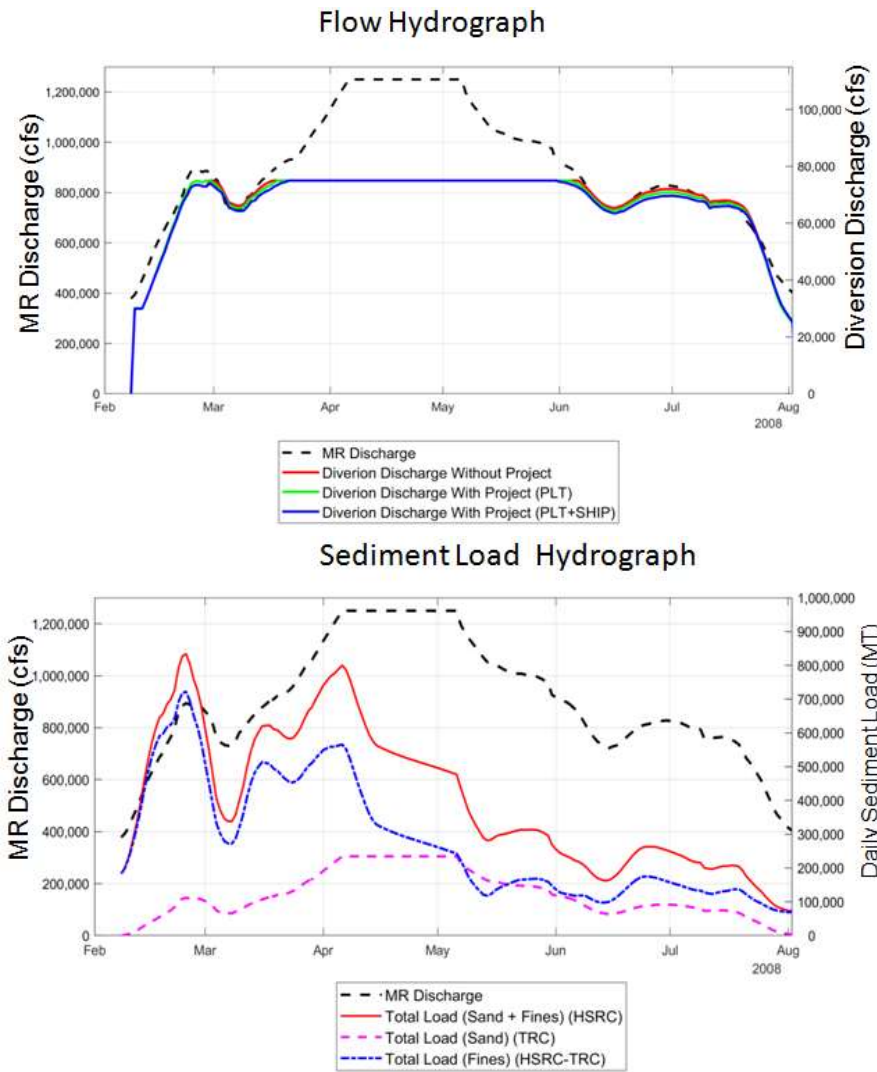 Flow Hydrograph
MR Discharge (cfs)
1,200,000
1,000,000
800,000
600,000
400,000
200,000
0
100,000
80,000
60,000
40,000
20,000
0
Diversion Discharge (cfs)
Feb Mar Apr May Jun Jul Aug
2008
MR Discharge
Diverion Discharge Without Project
Diverion Discharge With Project (PLT)
Diverion Discharge With Project (PLT+SHIP)
Sediment Load Hydrograph
MR Discharge (cfs)
1,200,000
1,000,000
800,000
600,000
400,000
200,000
0
1,000,000
900,000
800,000
700,000
600,000
500,000
400,000
300,000
200,000
100,000
0
Daily Sediment Load (MT)
Feb Mar Apr May Jun Jul Aug
2008
MR Discharge
Total Load (Sand + Fines) (HSRC)
Total Load (Sand) (TRC)
Total Load (Fines) (HSRC-TRC)